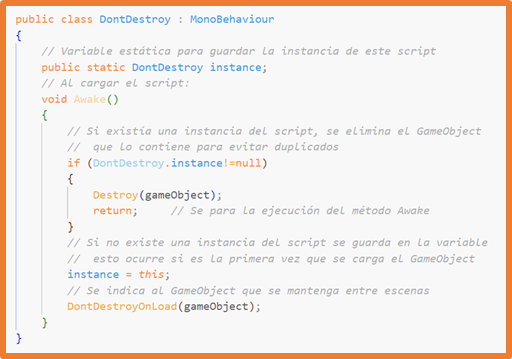 public class DontDestroy : MonoBehaviour
{
// Variable estática para guardar la instancia de este script
public static DontDestroy instance;
// Al cargar el script:
void Awake()
{
// Si existía una instancia del script, se elimina el GameObject
//  que lo contiene para evitar duplicados
if (DontDestroy.instance!=null)
{
Destroy(gameObject);
return;     // Se para la ejecución del método Awake
}
// Si no existe una instancia del script se guarda en la variable
//  esto ocurre si es la primera vez que se carga el GameObject
instance = this;
// Se indica al GameObject que se mantenga entre escenas
DontDestroyOnLoad(gameObject);
}
}